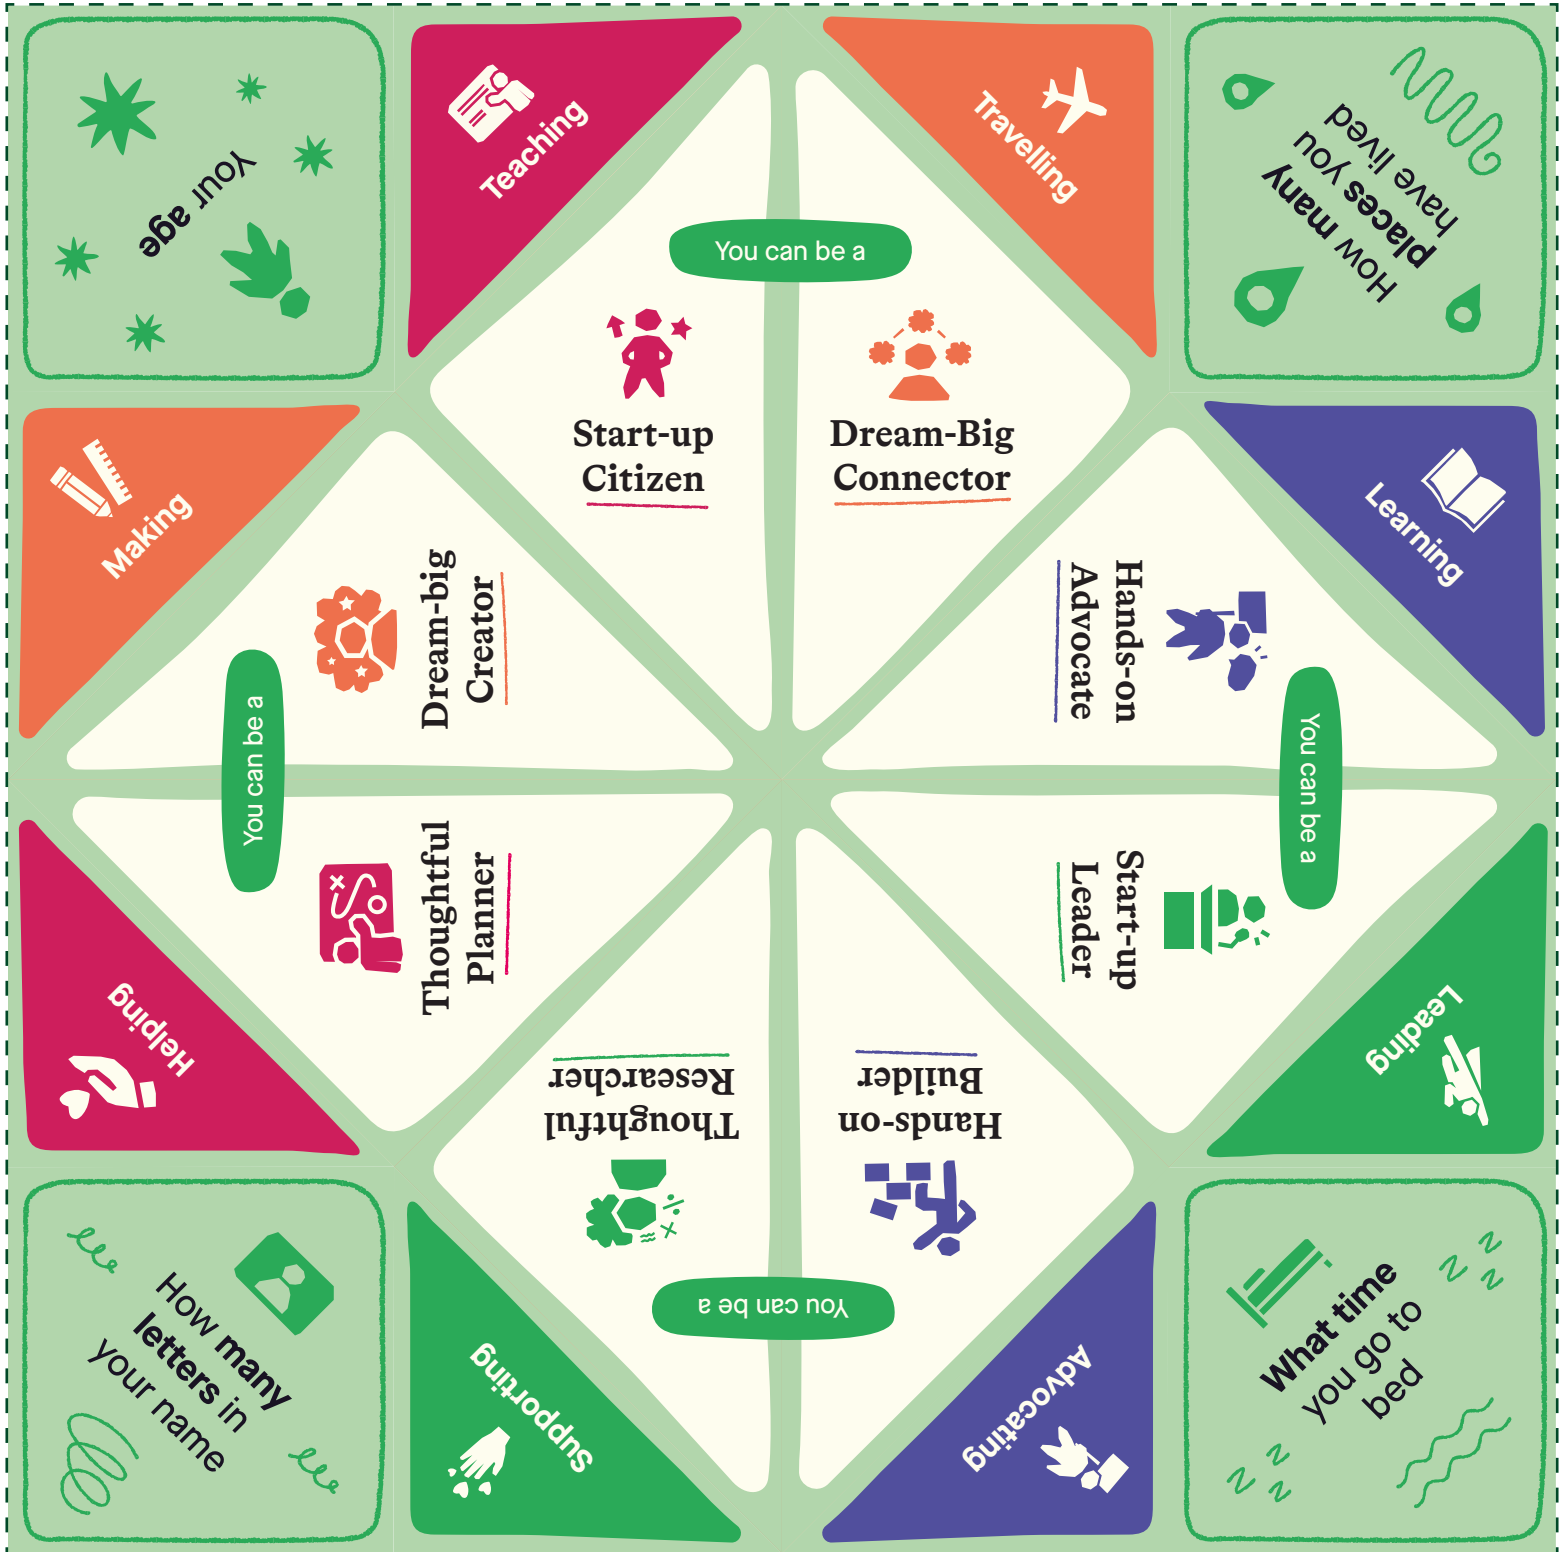 Your age
Teaching
Travelling
How many
places you
have lived
You can be a
Start-up
Citizen
Dream-Big
Connector
Making
Learning
Dream-big
Creator
Hands-on
Advocate
You can be a
You can be a
Thoughtful
Planner
Start-up
Leader
Helping
Leading
Thoughtful
Researcher
Hands-on
Builder
You can be a
Supporting
Advocating
How many
letters in
your name
What time
you go to
bed